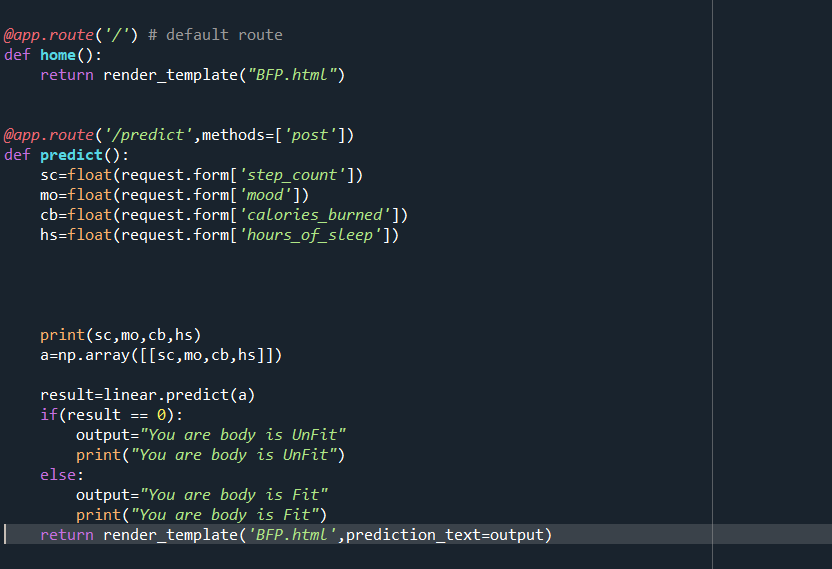 @app.route('/') # default route
def home():
    return render_template("BFP.html")
@app.route('/predict',methods=['post'])
def predict():
    sc=float(request.form['step_count'])
    mo=float(request.form['mood'])
    cb=float(request.form['calories_burned'])
    hs=float(request.form['hours_of_sleep'])
    print(sc,mo,cb,hs)
    a=np.array([[sc,mo,cb,hs]])
    result=linear.predict(a)
    if(result == 0):
        output="You are body is UnFit"
        print("You are body is UnFit")
    else:
        output="You are body is Fit"
        print("You are body is Fit")
    return render_template('BFP.html',prediction_text=output)